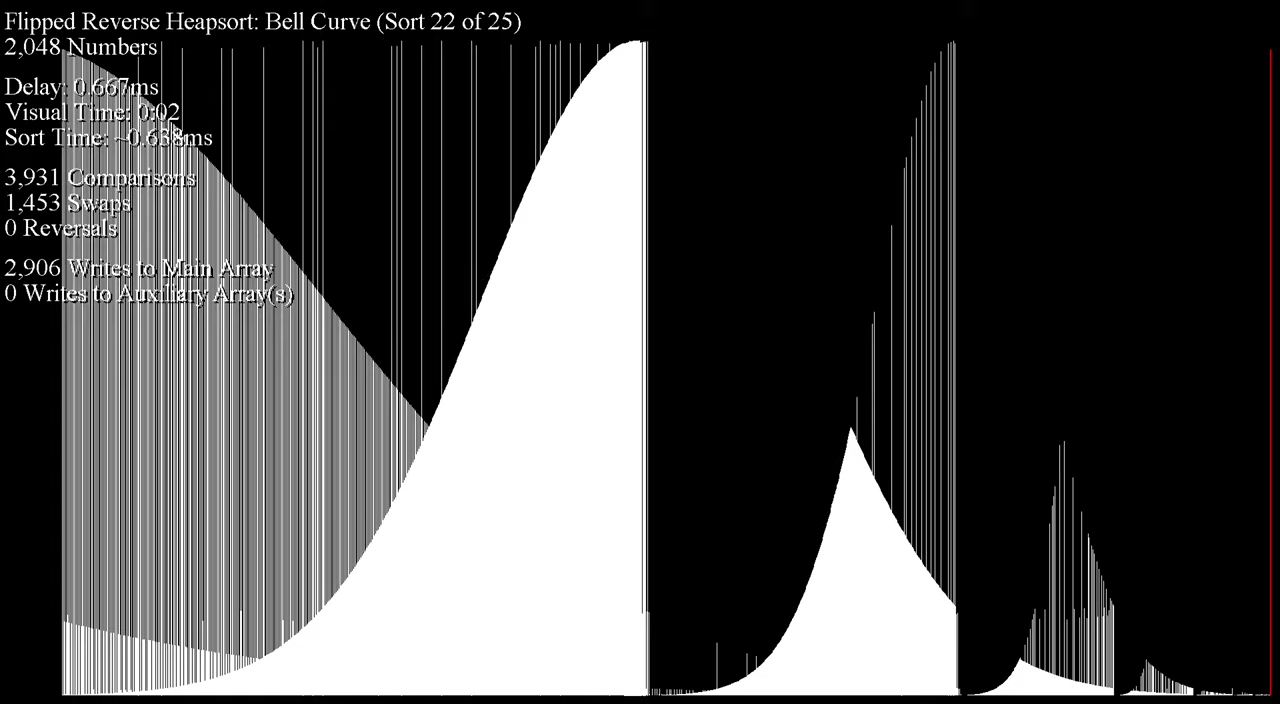 Flipped Reverse Heapsort: Bell Curve (Sort 22 of 25)
2,048 Numbers
Delay: 0.667ms
Visual Time: 0:02
Sort Time: ~0.638ms
3,931 Comparisons
1,453 Swaps
0 Reversals
2,906 Writes to Main Array
0 Writes to Auxiliary Array(s)